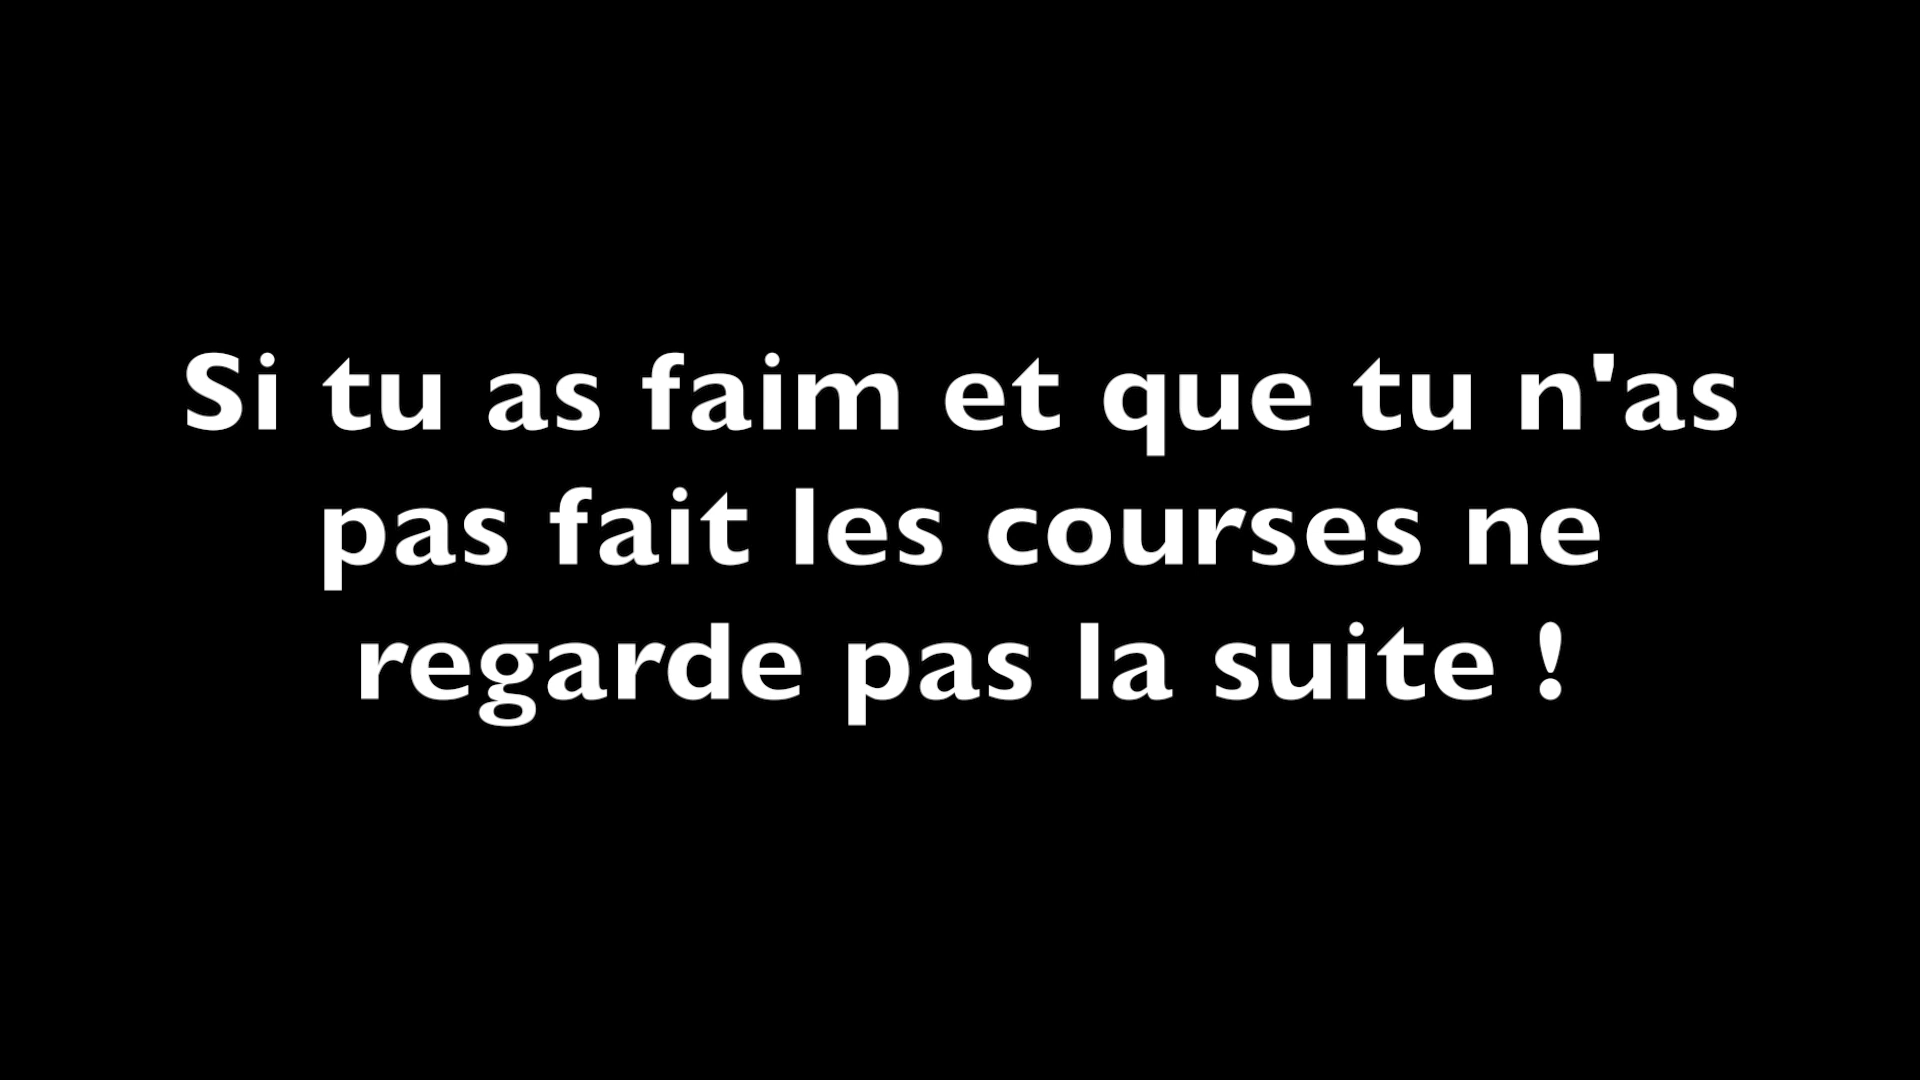 Si tu as faim et que tu n'as
pas fait les courses ne
regarde pas la suite !